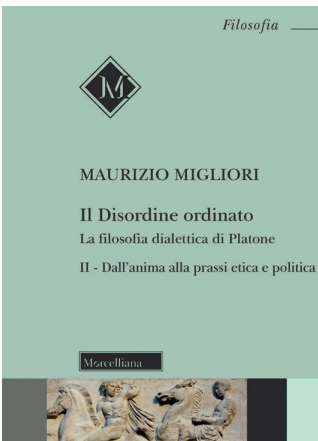 Filosofia
M
MAURIZIO MIGLIORI
Il Disordine ordinato
La filosofia dialettica di Platone
II - Dall'anima alla prassi etica e politica
Morcelliana